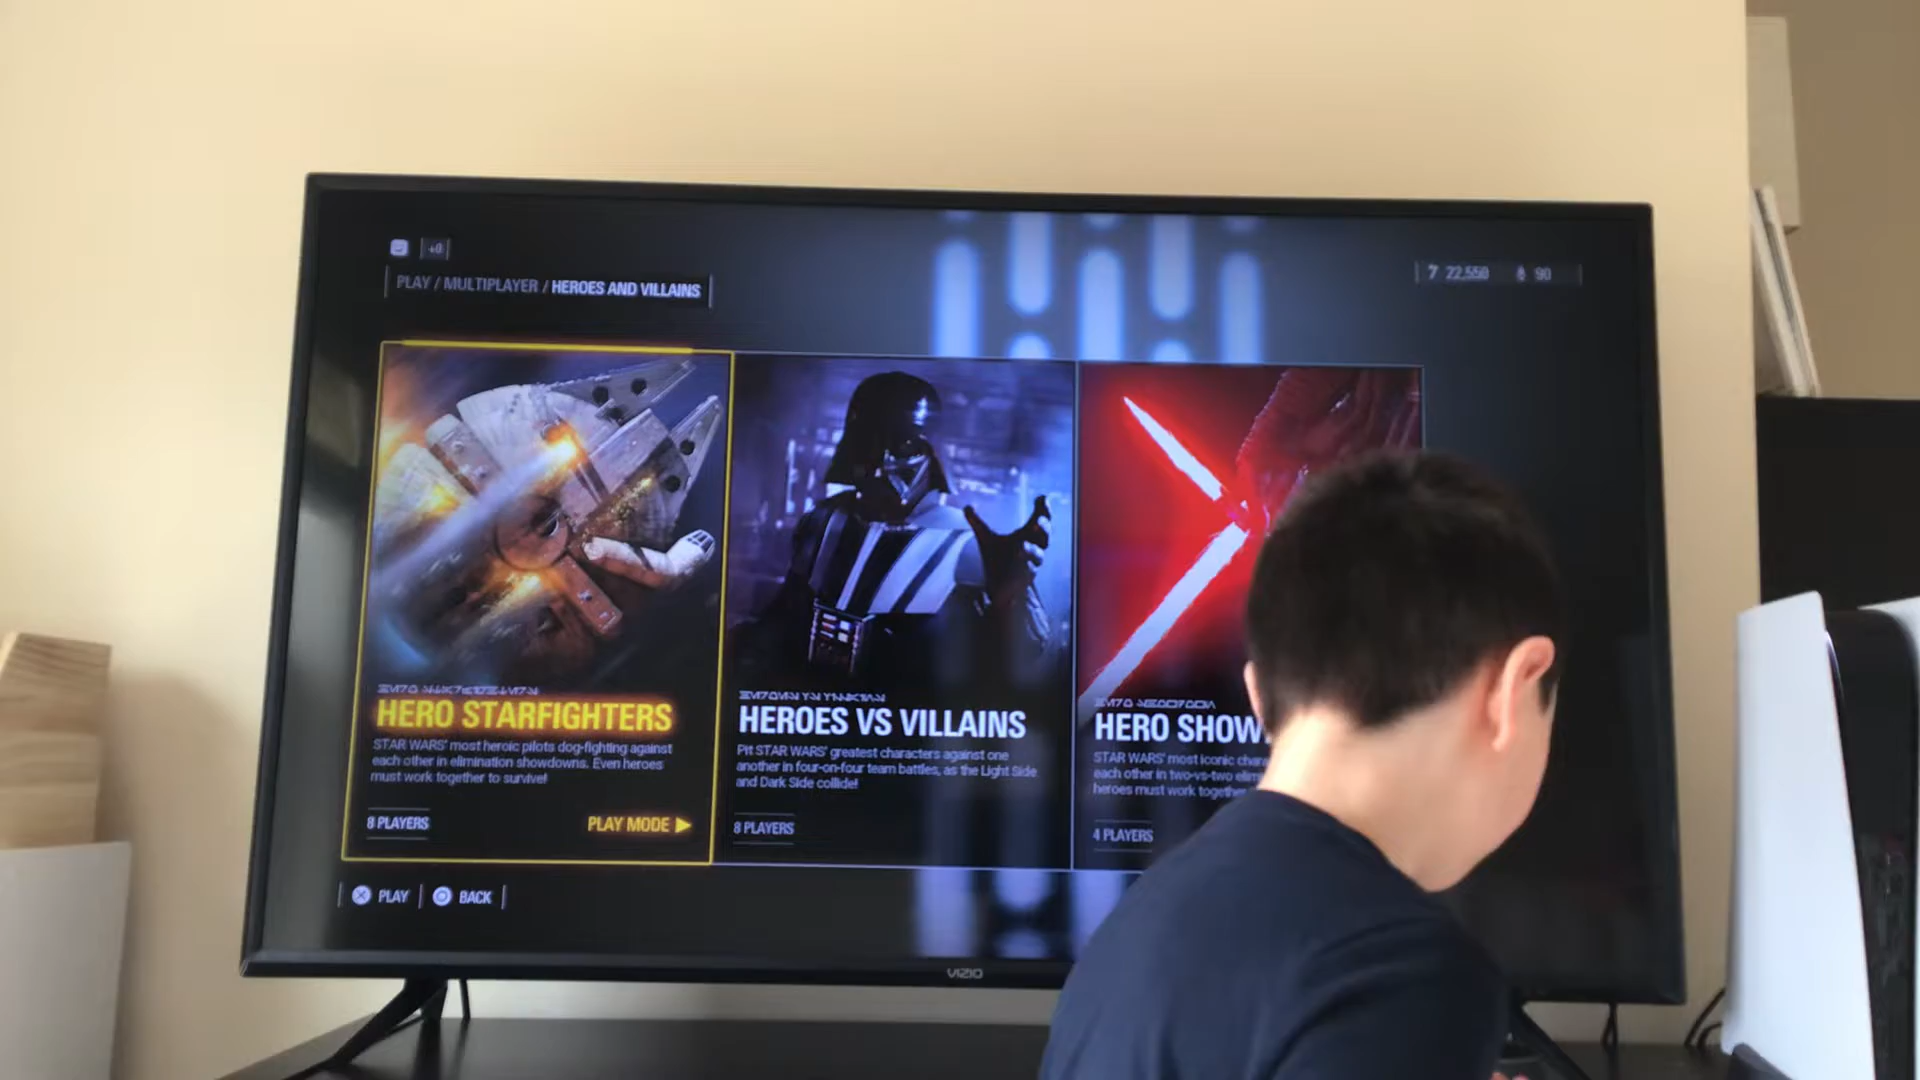 +0
PLAY / MULTIPLAYER / HEROES AND VILLAINS
22,550 90
HERO STARFIGHTERS
STAR WARS' most heroic pilots dog-fighting against
each other in elimination showdowns. Even heroes
must work together to survive!
8 PLAYERS
PLAY MODE
HEROES VS VILLAINS
Pit STAR WARS' greatest characters against one
another in four-on-four team battles, as the Light Side
and Dark Side collide!
8 PLAYERS
HERO SHOW
STAR WARS' most iconic
each other in two-vs-two
heroes must work together
4 PLAYERS
PLAY
BACK
VIZIO